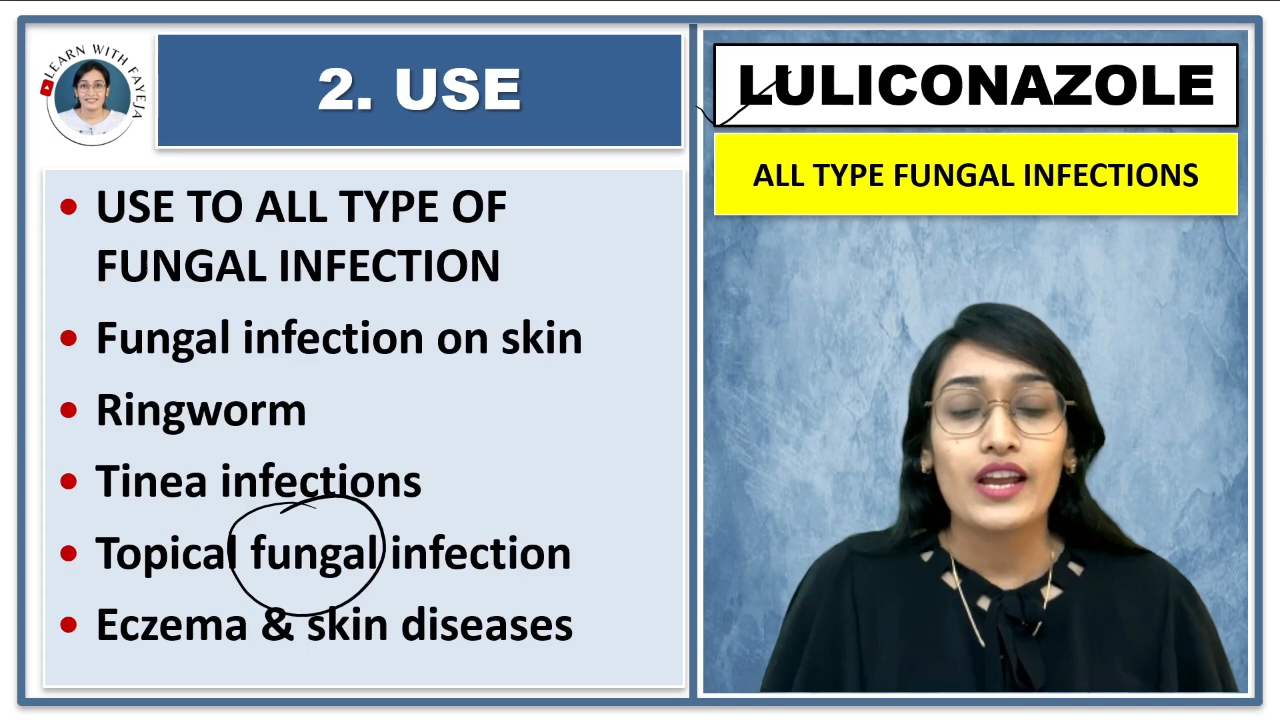 LEARN WITH FAYEJA
2. USE
• USE TO ALL TYPE OF
FUNGAL INFECTION
• Fungal infection on skin
• Ringworm
• Tinea infections
• Topical fungal infection
• Eczema & skin diseases
LULICONAZOLE
ALL TYPE FUNGAL INFECTIONS